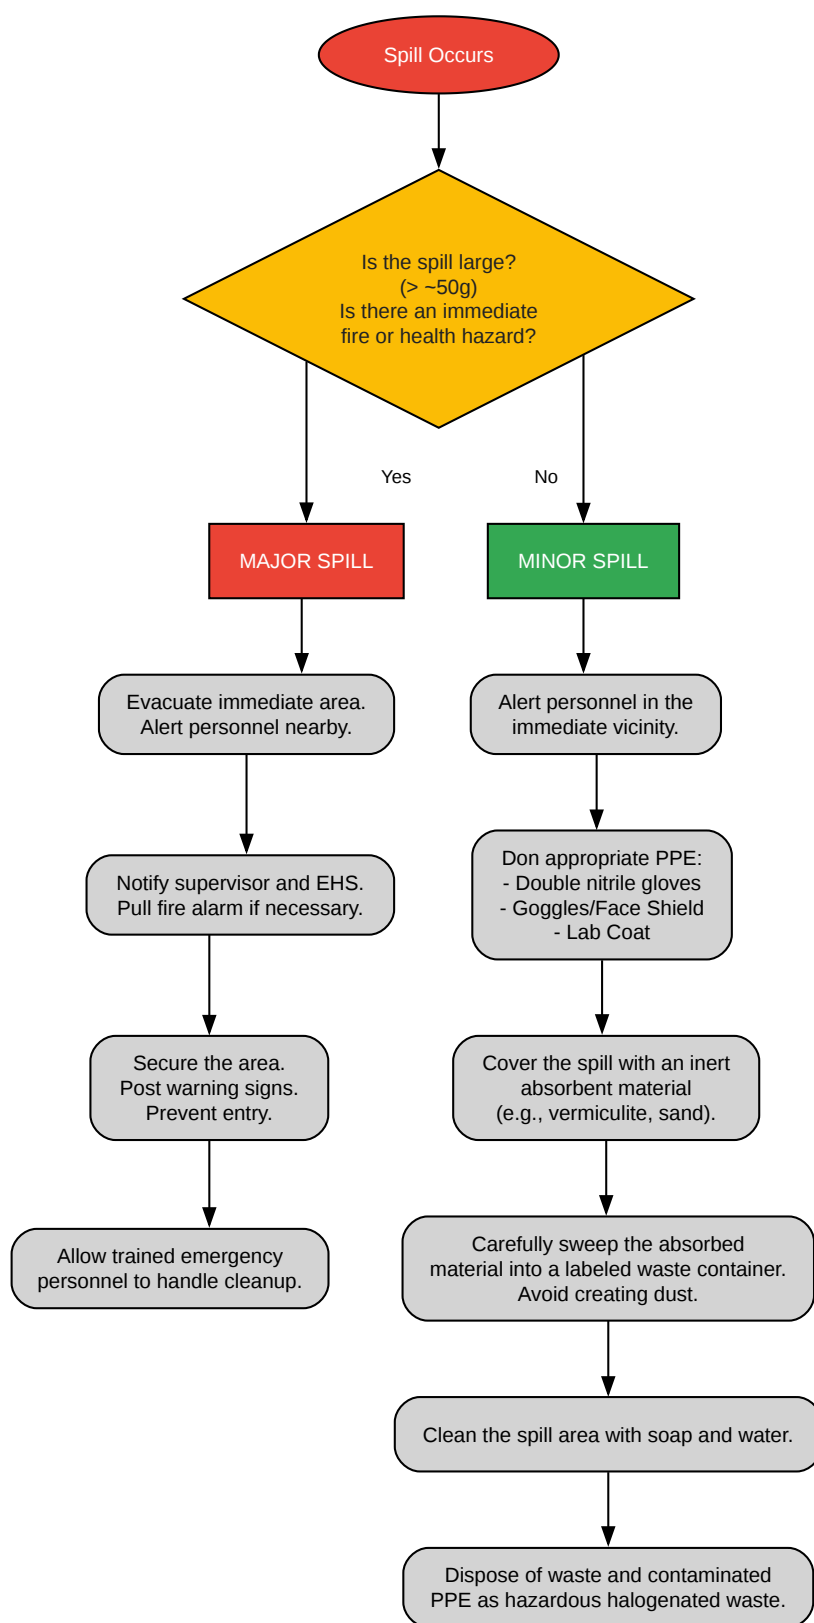 Spill Occurs
Is the spill large?
(> ~50g)
Is there an immediate
fire or health hazard?
Yes
No
MAJOR SPILL
MINOR SPILL
Evacuate immediate area.
Alert personnel nearby.
Notify supervisor and EHS.
Pull fire alarm if necessary.
Secure the area.
Post warning signs.
Prevent entry.
Allow trained emergency
personnel to handle cleanup.
Alert personnel in the
immediate vicinity.
Don appropriate PPE:
- Double nitrile gloves
- Goggles/Face Shield
- Lab Coat
Cover the spill with an inert
absorbent material
(e.g., vermiculite, sand).
Carefully sweep the absorbed
material into a labeled waste container.
Avoid creating dust.
Clean the spill area with soap and water.
Dispose of waste and contaminated
PPE as hazardous halogenated waste.